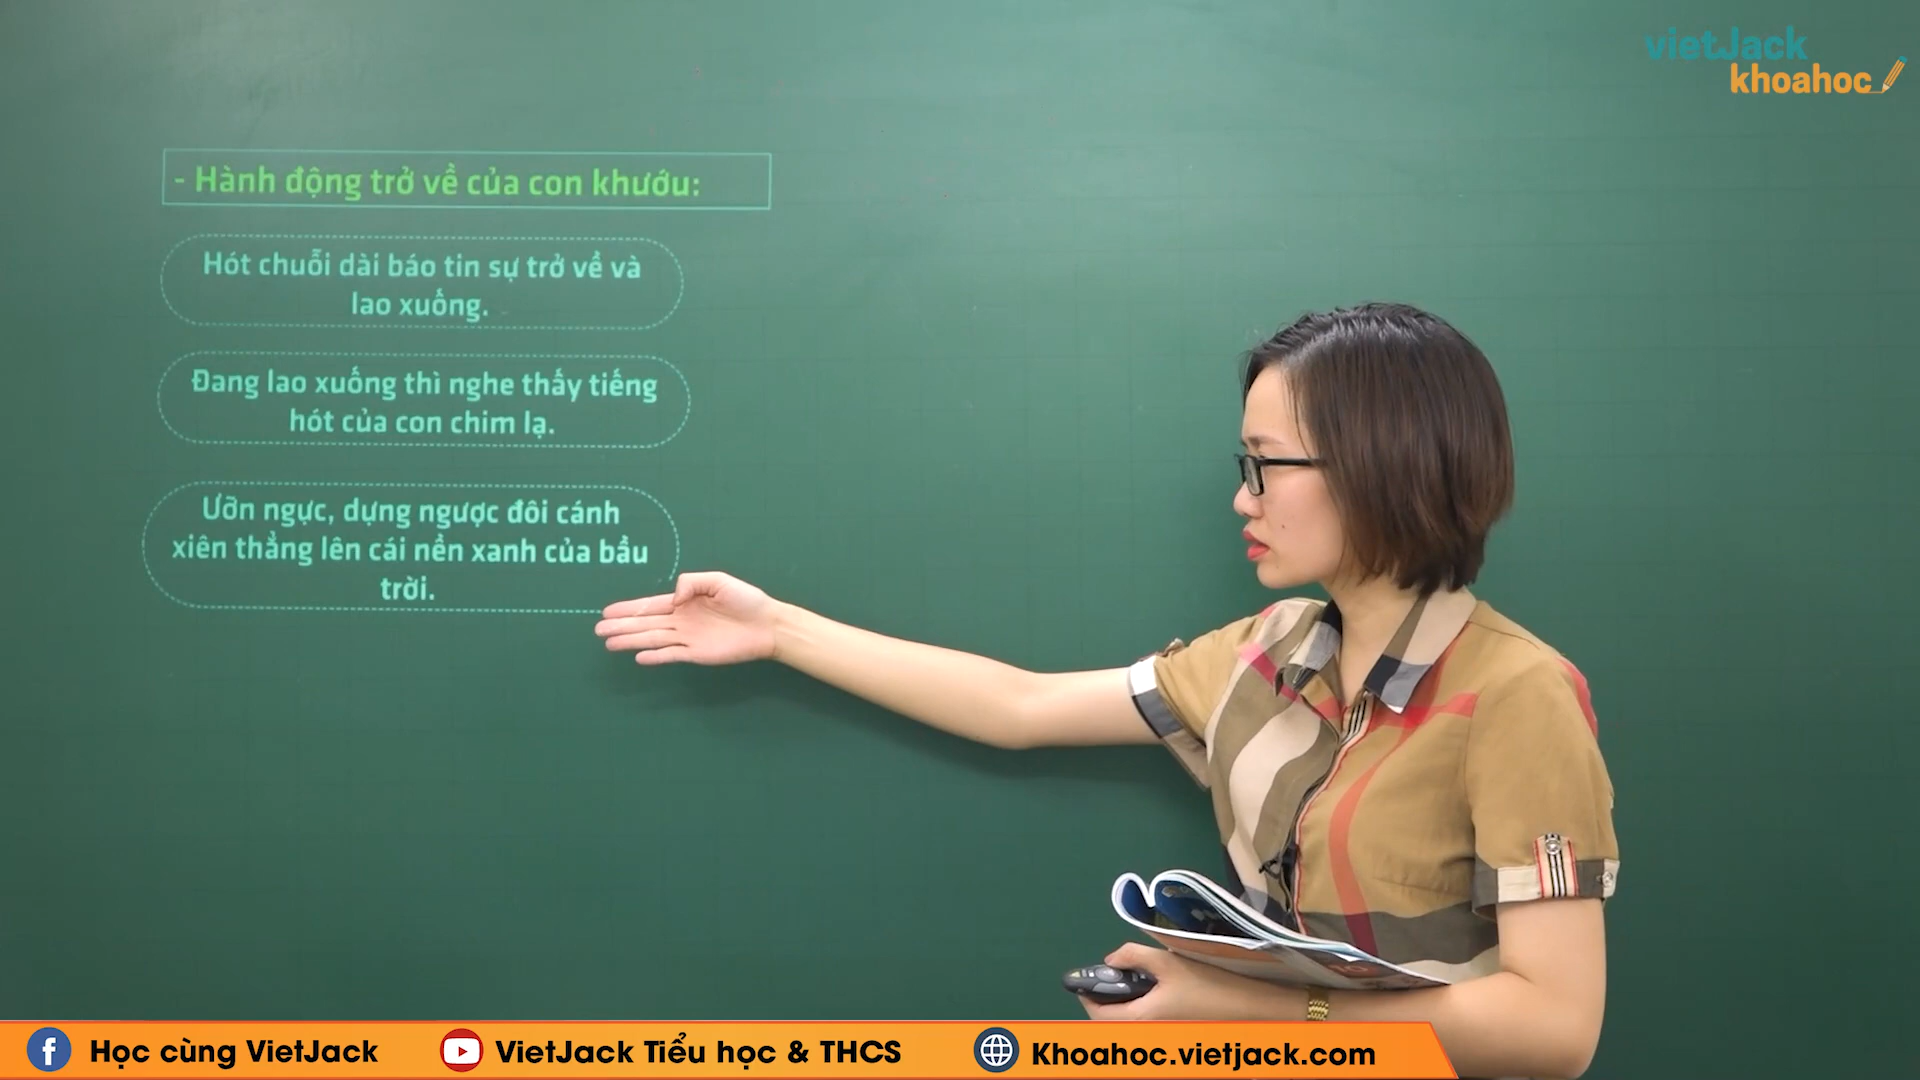 vietJack
khoahoc
- Hành động trở về của con khướu:
Hót chuỗi dài báo tin sự trở về và
lao xuống.
Đang lao xuống thì nghe thấy tiếng
hót của con chim lạ.
Ưỡn ngực, dựng ngược đôi cánh
xiên thẳng lên cái nền xanh của bầu
trời.
10
Học cùng VietJack
VietJack Tiểu học & THCS
Khoahoc.vietjack.com